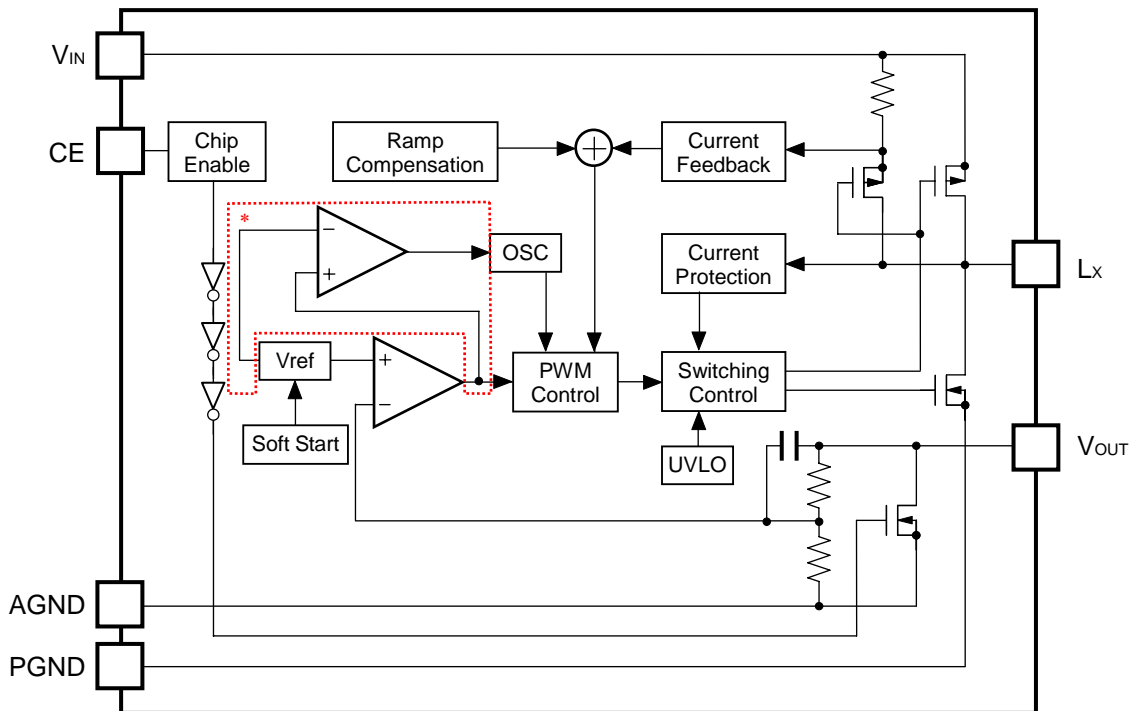 VIN
CE
Chip
Enable
Ramp
Compensation
+
Current
Feedback
*
−
+
OSC
Current
Protection
LX
Vref
+
−
PWM
Control
Switching
Control
Soft Start
UVLO
VOUT
AGND
PGND